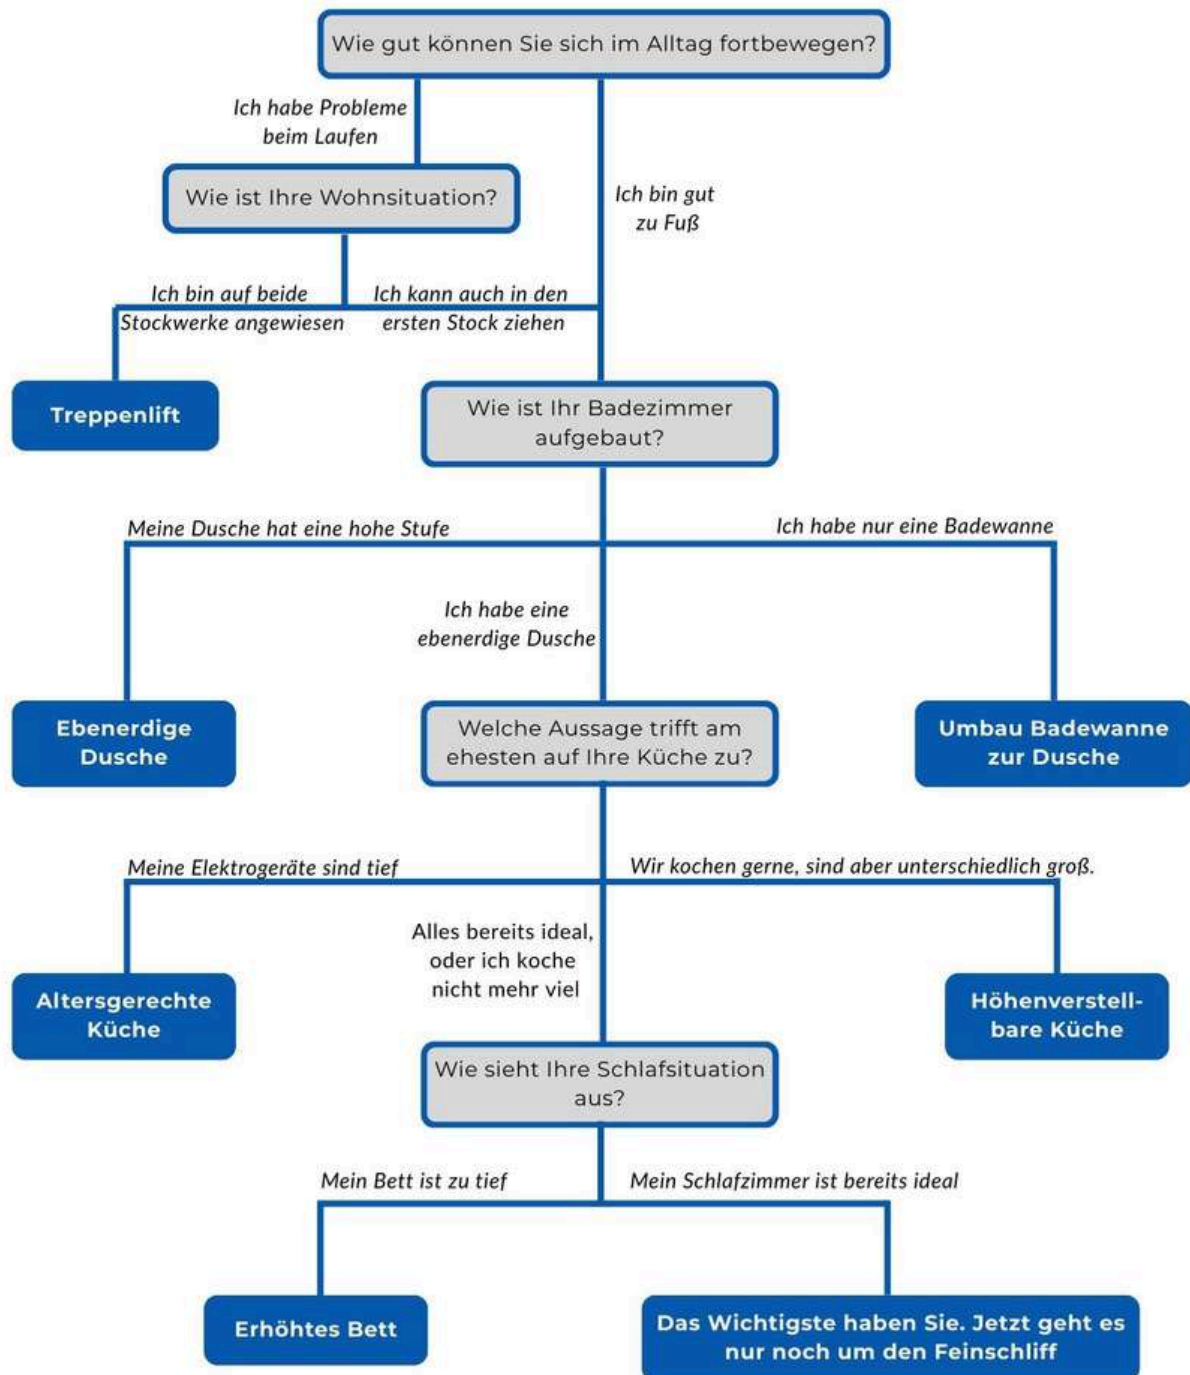 Wie gut können Sie sich im Alltag fortbewegen?
Ich habe Probleme
beim Laufen
Ich bin gut
zu Fuß
Wie ist Ihre Wohnsituation?
Ich bin auf beide
Stockwerke angewiesen
Ich kann auch in den
ersten Stock ziehen
Treppenlift
Wie ist Ihr Badezimmer
aufgebaut?
Meine Dusche hat eine hohe Stufe
Ich habe nur eine Badewanne
Ich habe eine
ebenerdige Dusche
Ebenerdige
Dusche
Welche Aussage trifft am
ehesten auf Ihre Küche zu?
Umbau Badewanne
zur Dusche
Meine Elektrogeräte sind tief
Wir kochen gerne, sind aber unterschiedlich groß.
Alles bereits ideal,
oder ich koche
nicht mehr viel
Altersgerechte
Küche
Höhenverstell-
bare Küche
Wie sieht Ihre Schlafsituation
aus?
Mein Bett ist zu tief
Mein Schlafzimmer ist bereits ideal
Erhöhtes Bett
Das Wichtigste haben Sie. Jetzt geht es
nur noch um den Feinschliff